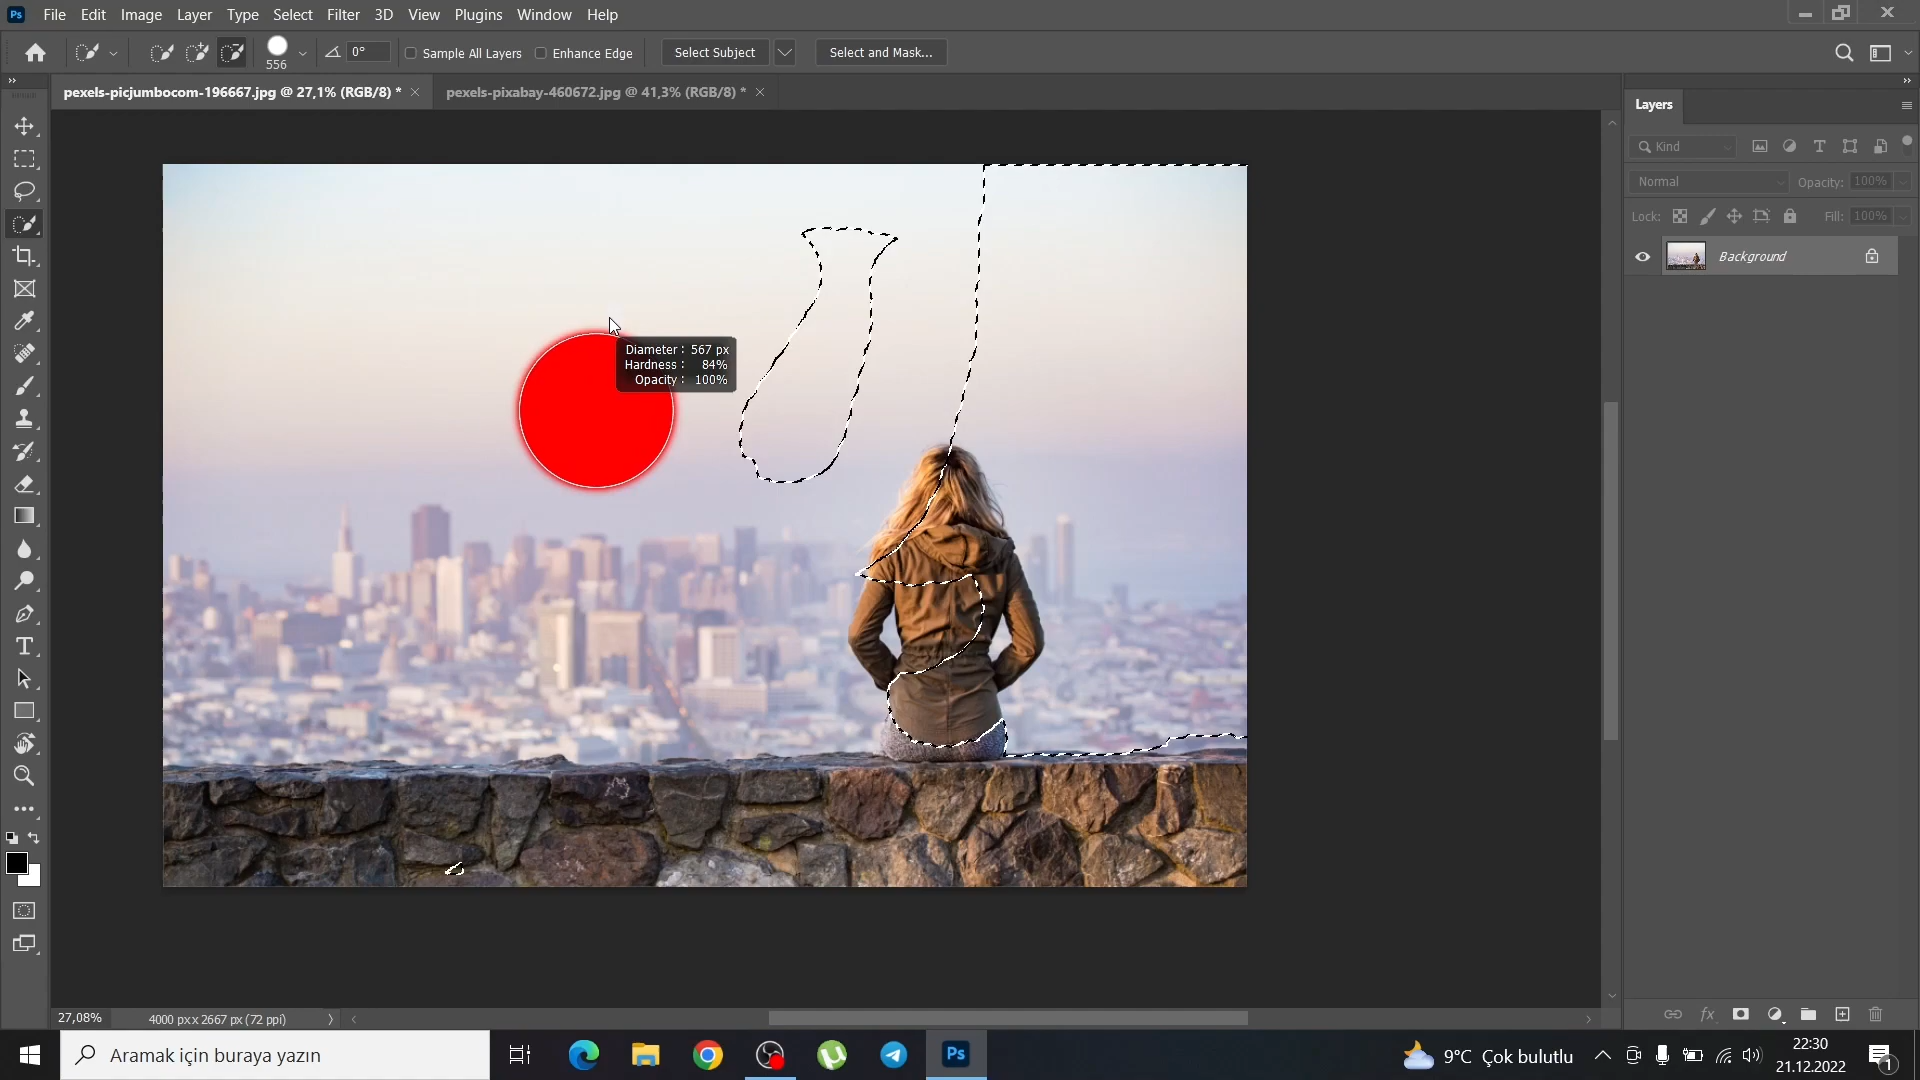 Ps File Edit Image Layer Type Select Filter 3D View Plugins Window Help
556 0° Sample All Layers Enhance Edge Select Subject Select and Mask...
pexels-picjumbocom-196667.jpg @ 27,1% (RGB/8) * pexels-pixabay-460672.jpg @ 41,3% (RGB/8) *
Layers
Kind
Normal Opacity: 100%
Lock: Fill: 100%
Background
Diameter : 567 px
Hardness : 84%
Opacity : 100%
27,08% 4000 px x 2667 px (72 ppi)
Aramak için buraya yazın
Ps
9°C Çok bulutlu
22:30
21.12.2022
1